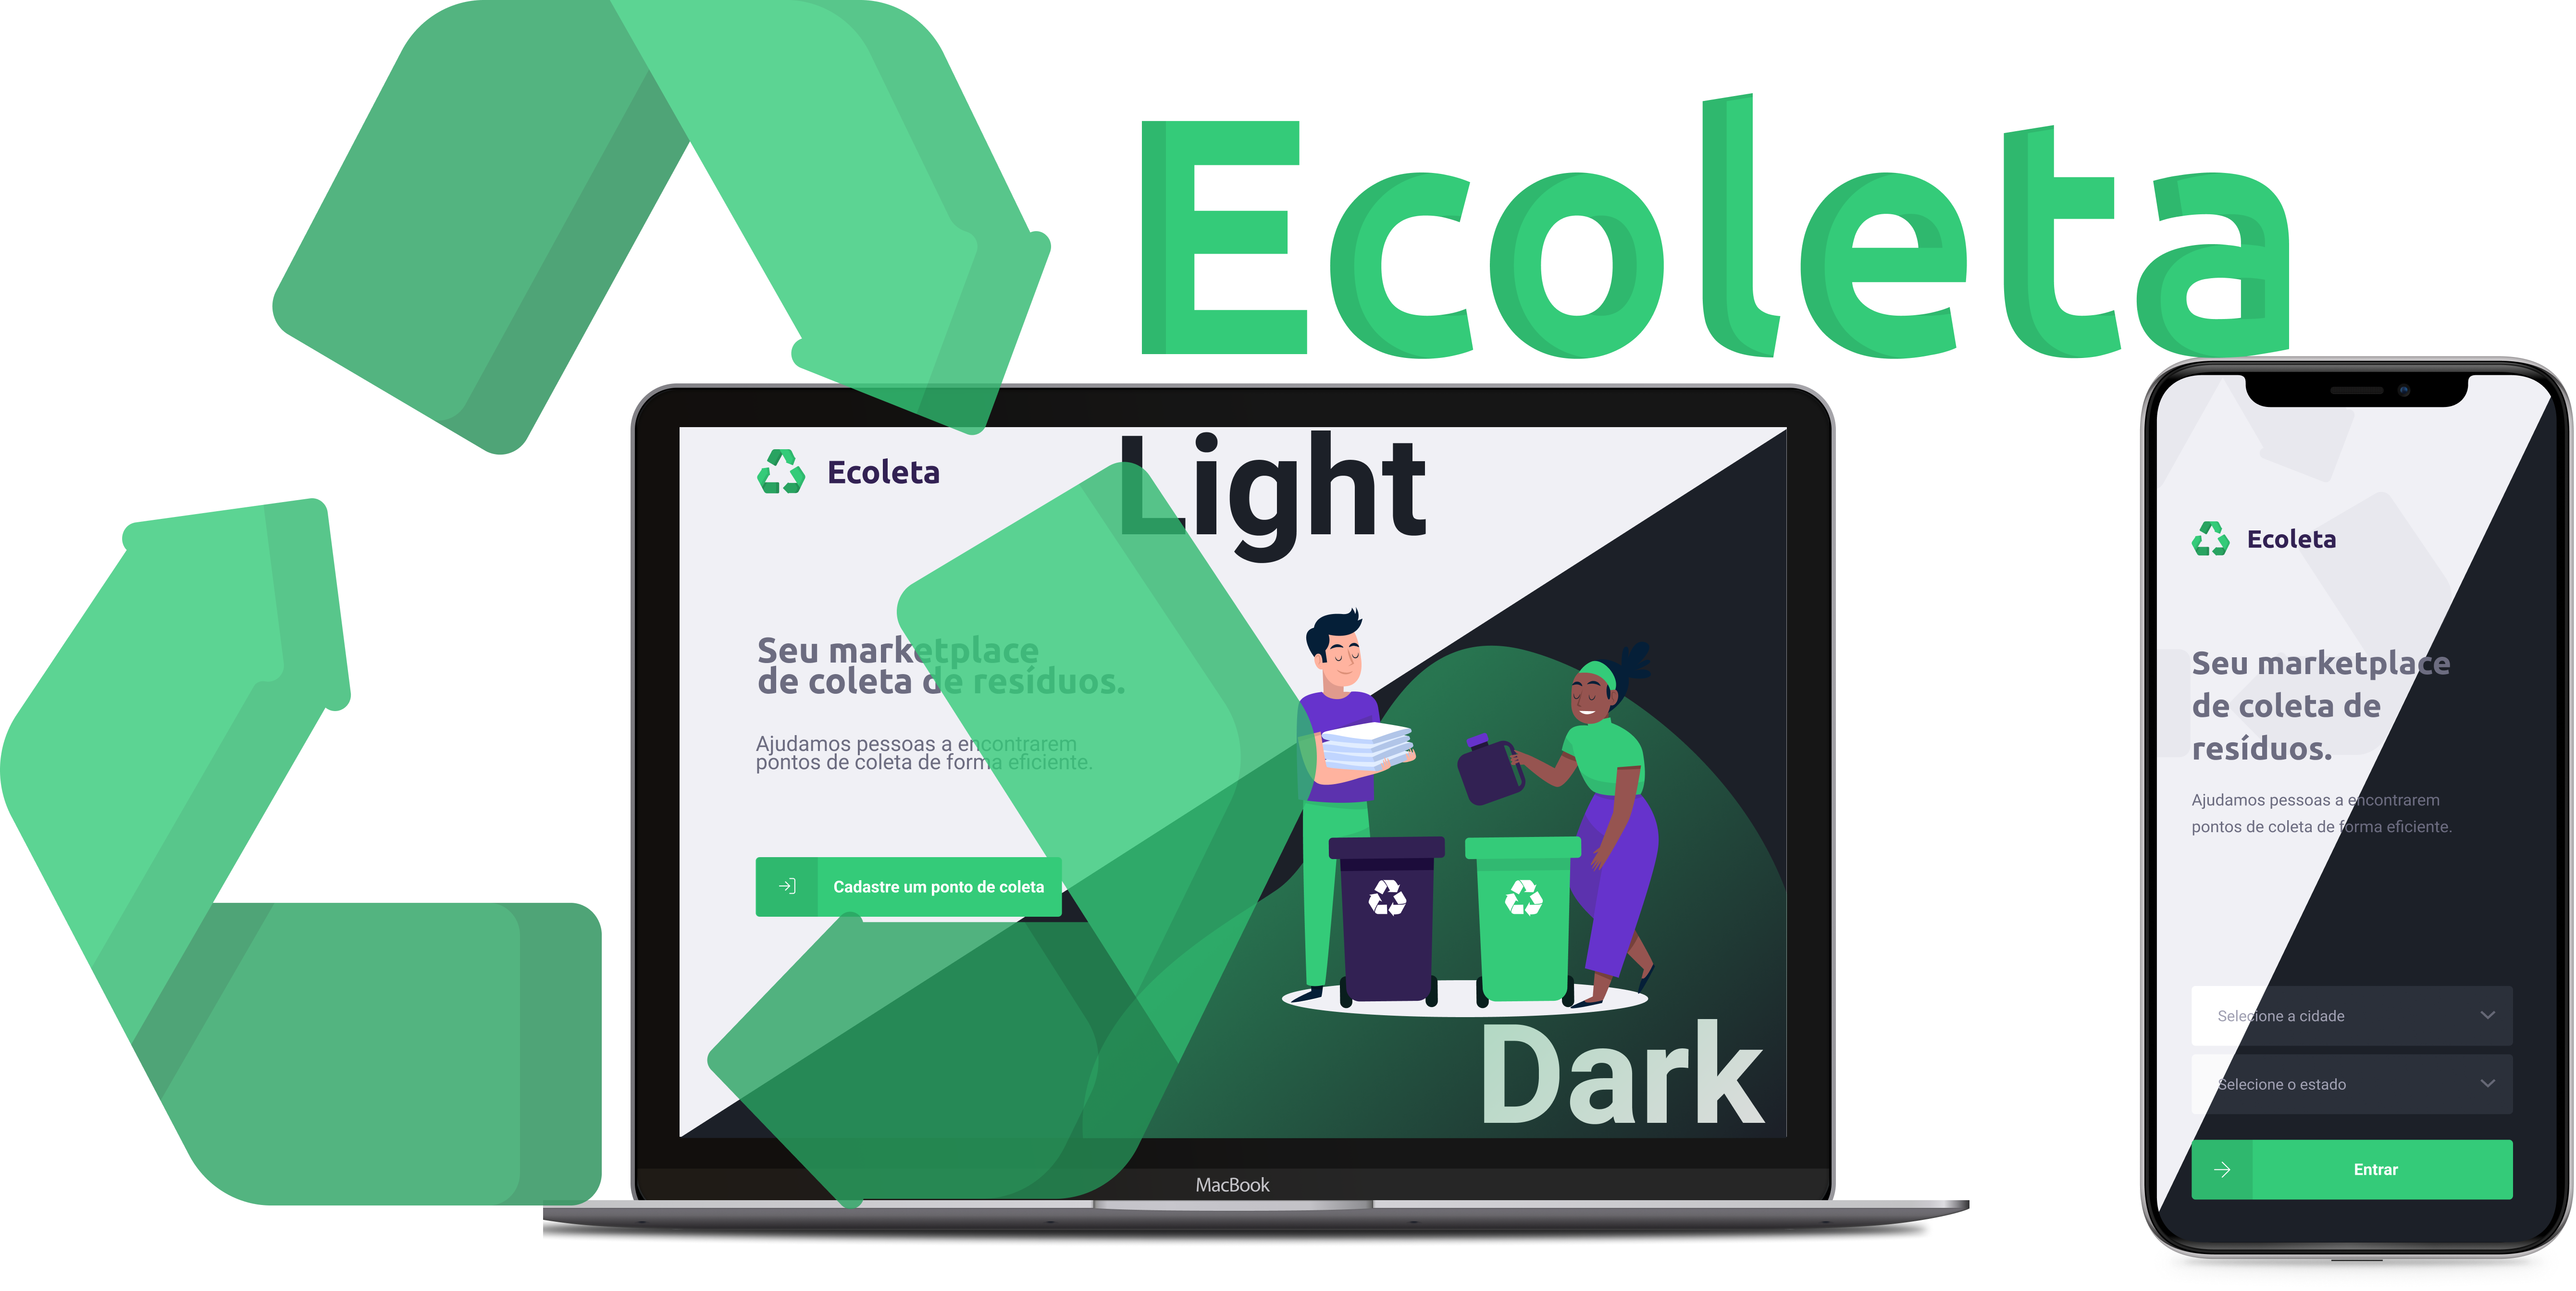 Ecoleta
Ecoleta
Light
Seu marketplace
de coleta de resíduos.
Ajudamos pessoas a encontrarem
pontos de coleta de forma eficiente.
Cadastre um ponto de coleta
Dark
MacBook
Ecoleta
Seu marketplace
de coleta de
resíduos.
Ajudamos pessoas a encontrarem
pontos de coleta de forma eficiente.
Selecione a cidade
Selecione o estado
Entrar